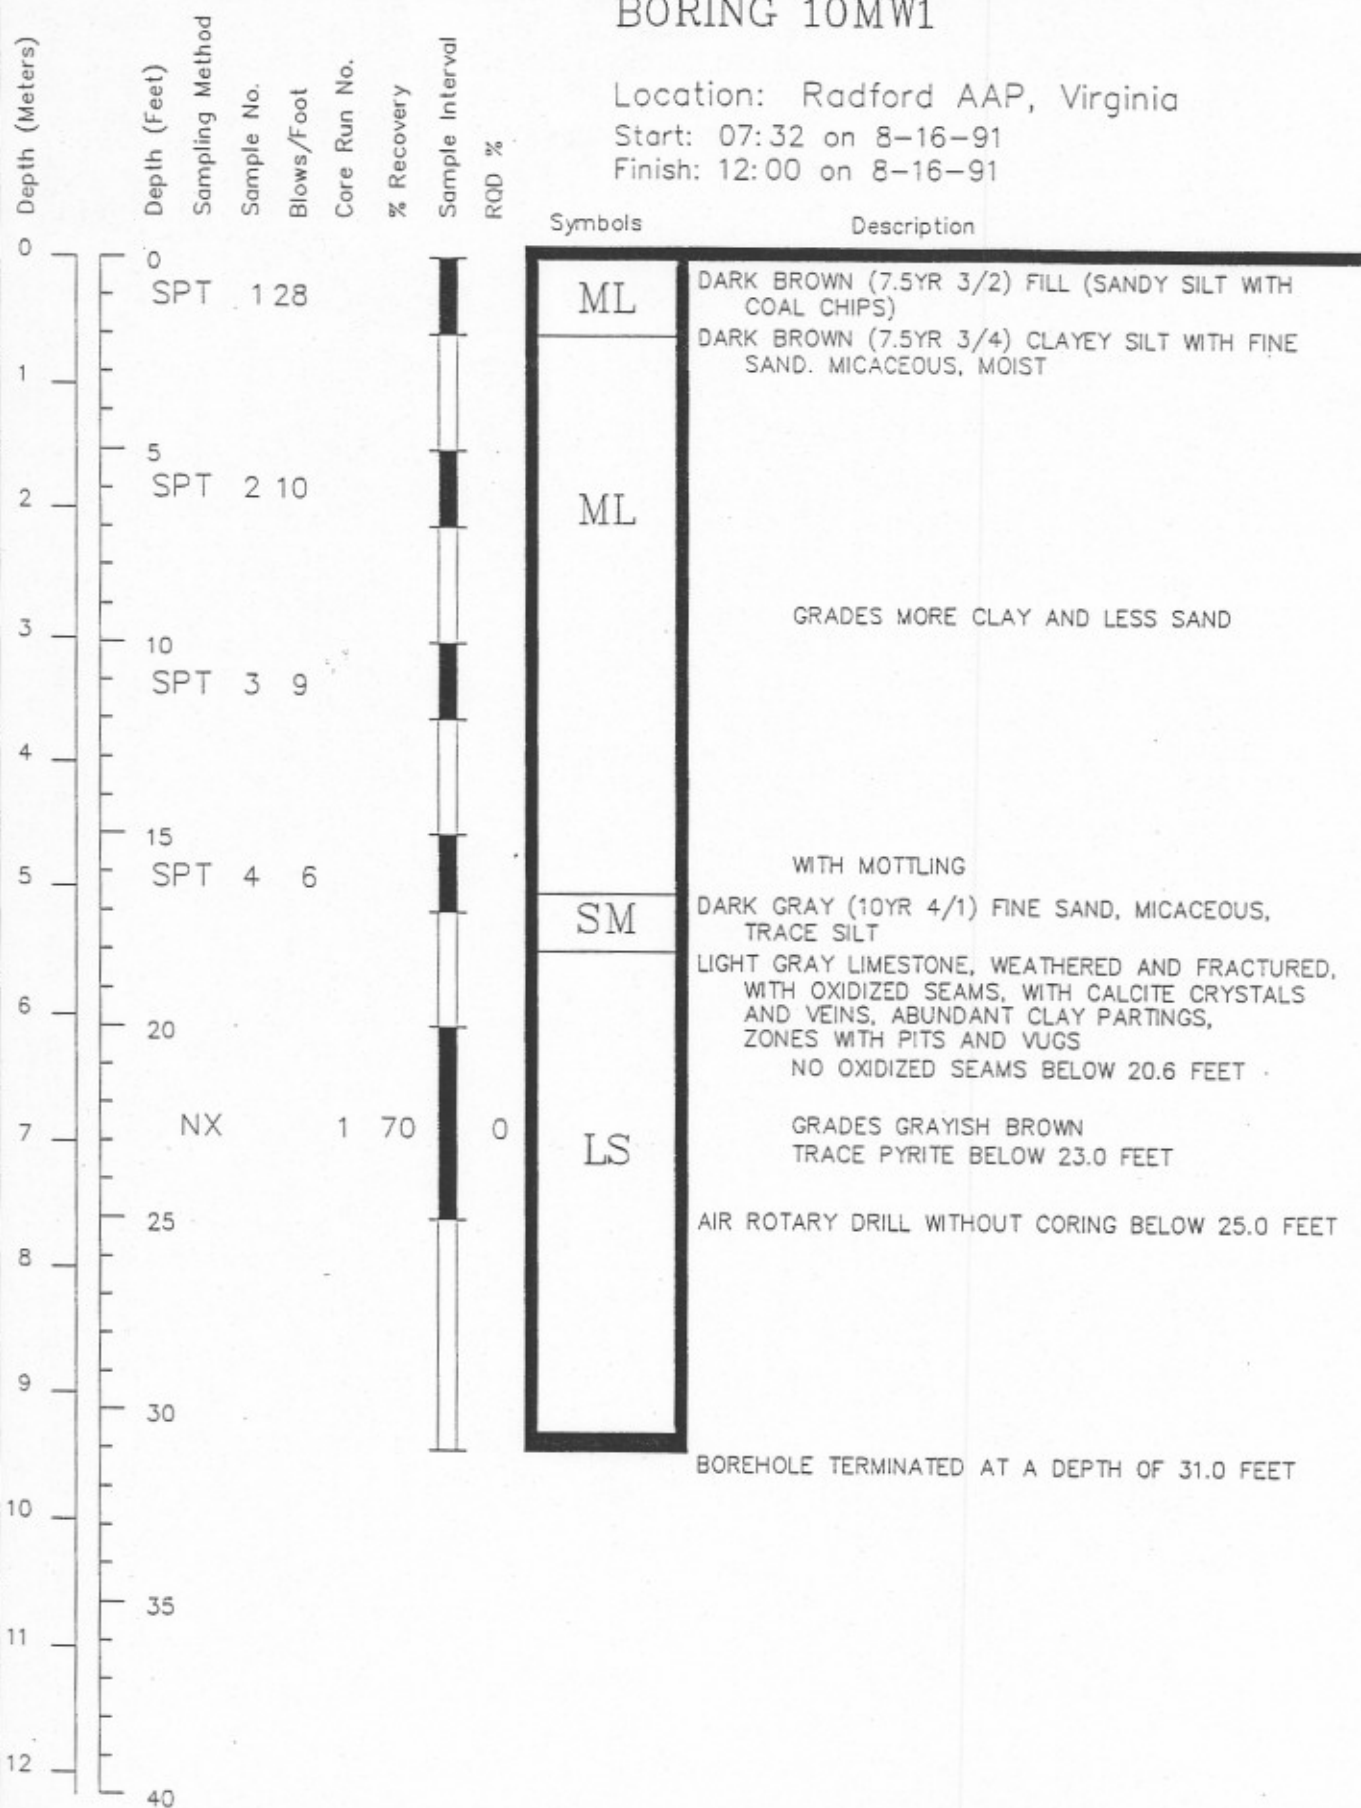 BORING 10MW1
Location: Radford AAP, Virginia
Start: 07:32 on 8-16-91
Finish: 12:00 on 8-16-91
Depth (Meters)
Depth (Feet)
Sampling Method
Sample No.
Blows/Foot
Core Run No.
% Recovery
Sample Interval
RQD %
Symbols
Description
0
0
SPT 1 28
ML
DARK BROWN (7.5YR 3/2) FILL (SANDY SILT WITH
COAL CHIPS)
DARK BROWN (7.5YR 3/4) CLAYEY SILT WITH FINE
SAND. MICACEOUS, MOIST
1
5
SPT 2 10
2
ML
3
GRADES MORE CLAY AND LESS SAND
10
SPT 3 9
4
15
WITH MOTTLING
5
SPT 4 6
SM
DARK GRAY (10YR 4/1) FINE SAND, MICACEOUS,
TRACE SILT
LIGHT GRAY LIMESTONE, WEATHERED AND FRACTURED,
WITH OXIDIZED SEAMS, WITH CALCITE CRYSTALS
6
AND VEINS, ABUNDANT CLAY PARTINGS,
20
ZONES WITH PITS AND VUGS
NO OXIDIZED SEAMS BELOW 20.6 FEET
7
NX 1 70 0
LS
GRADES GRAYISH BROWN
TRACE PYRITE BELOW 23.0 FEET
25
AIR ROTARY DRILL WITHOUT CORING BELOW 25.0 FEET
8
9
30
BOREHOLE TERMINATED AT A DEPTH OF 31.0 FEET
10
35
11
12
40